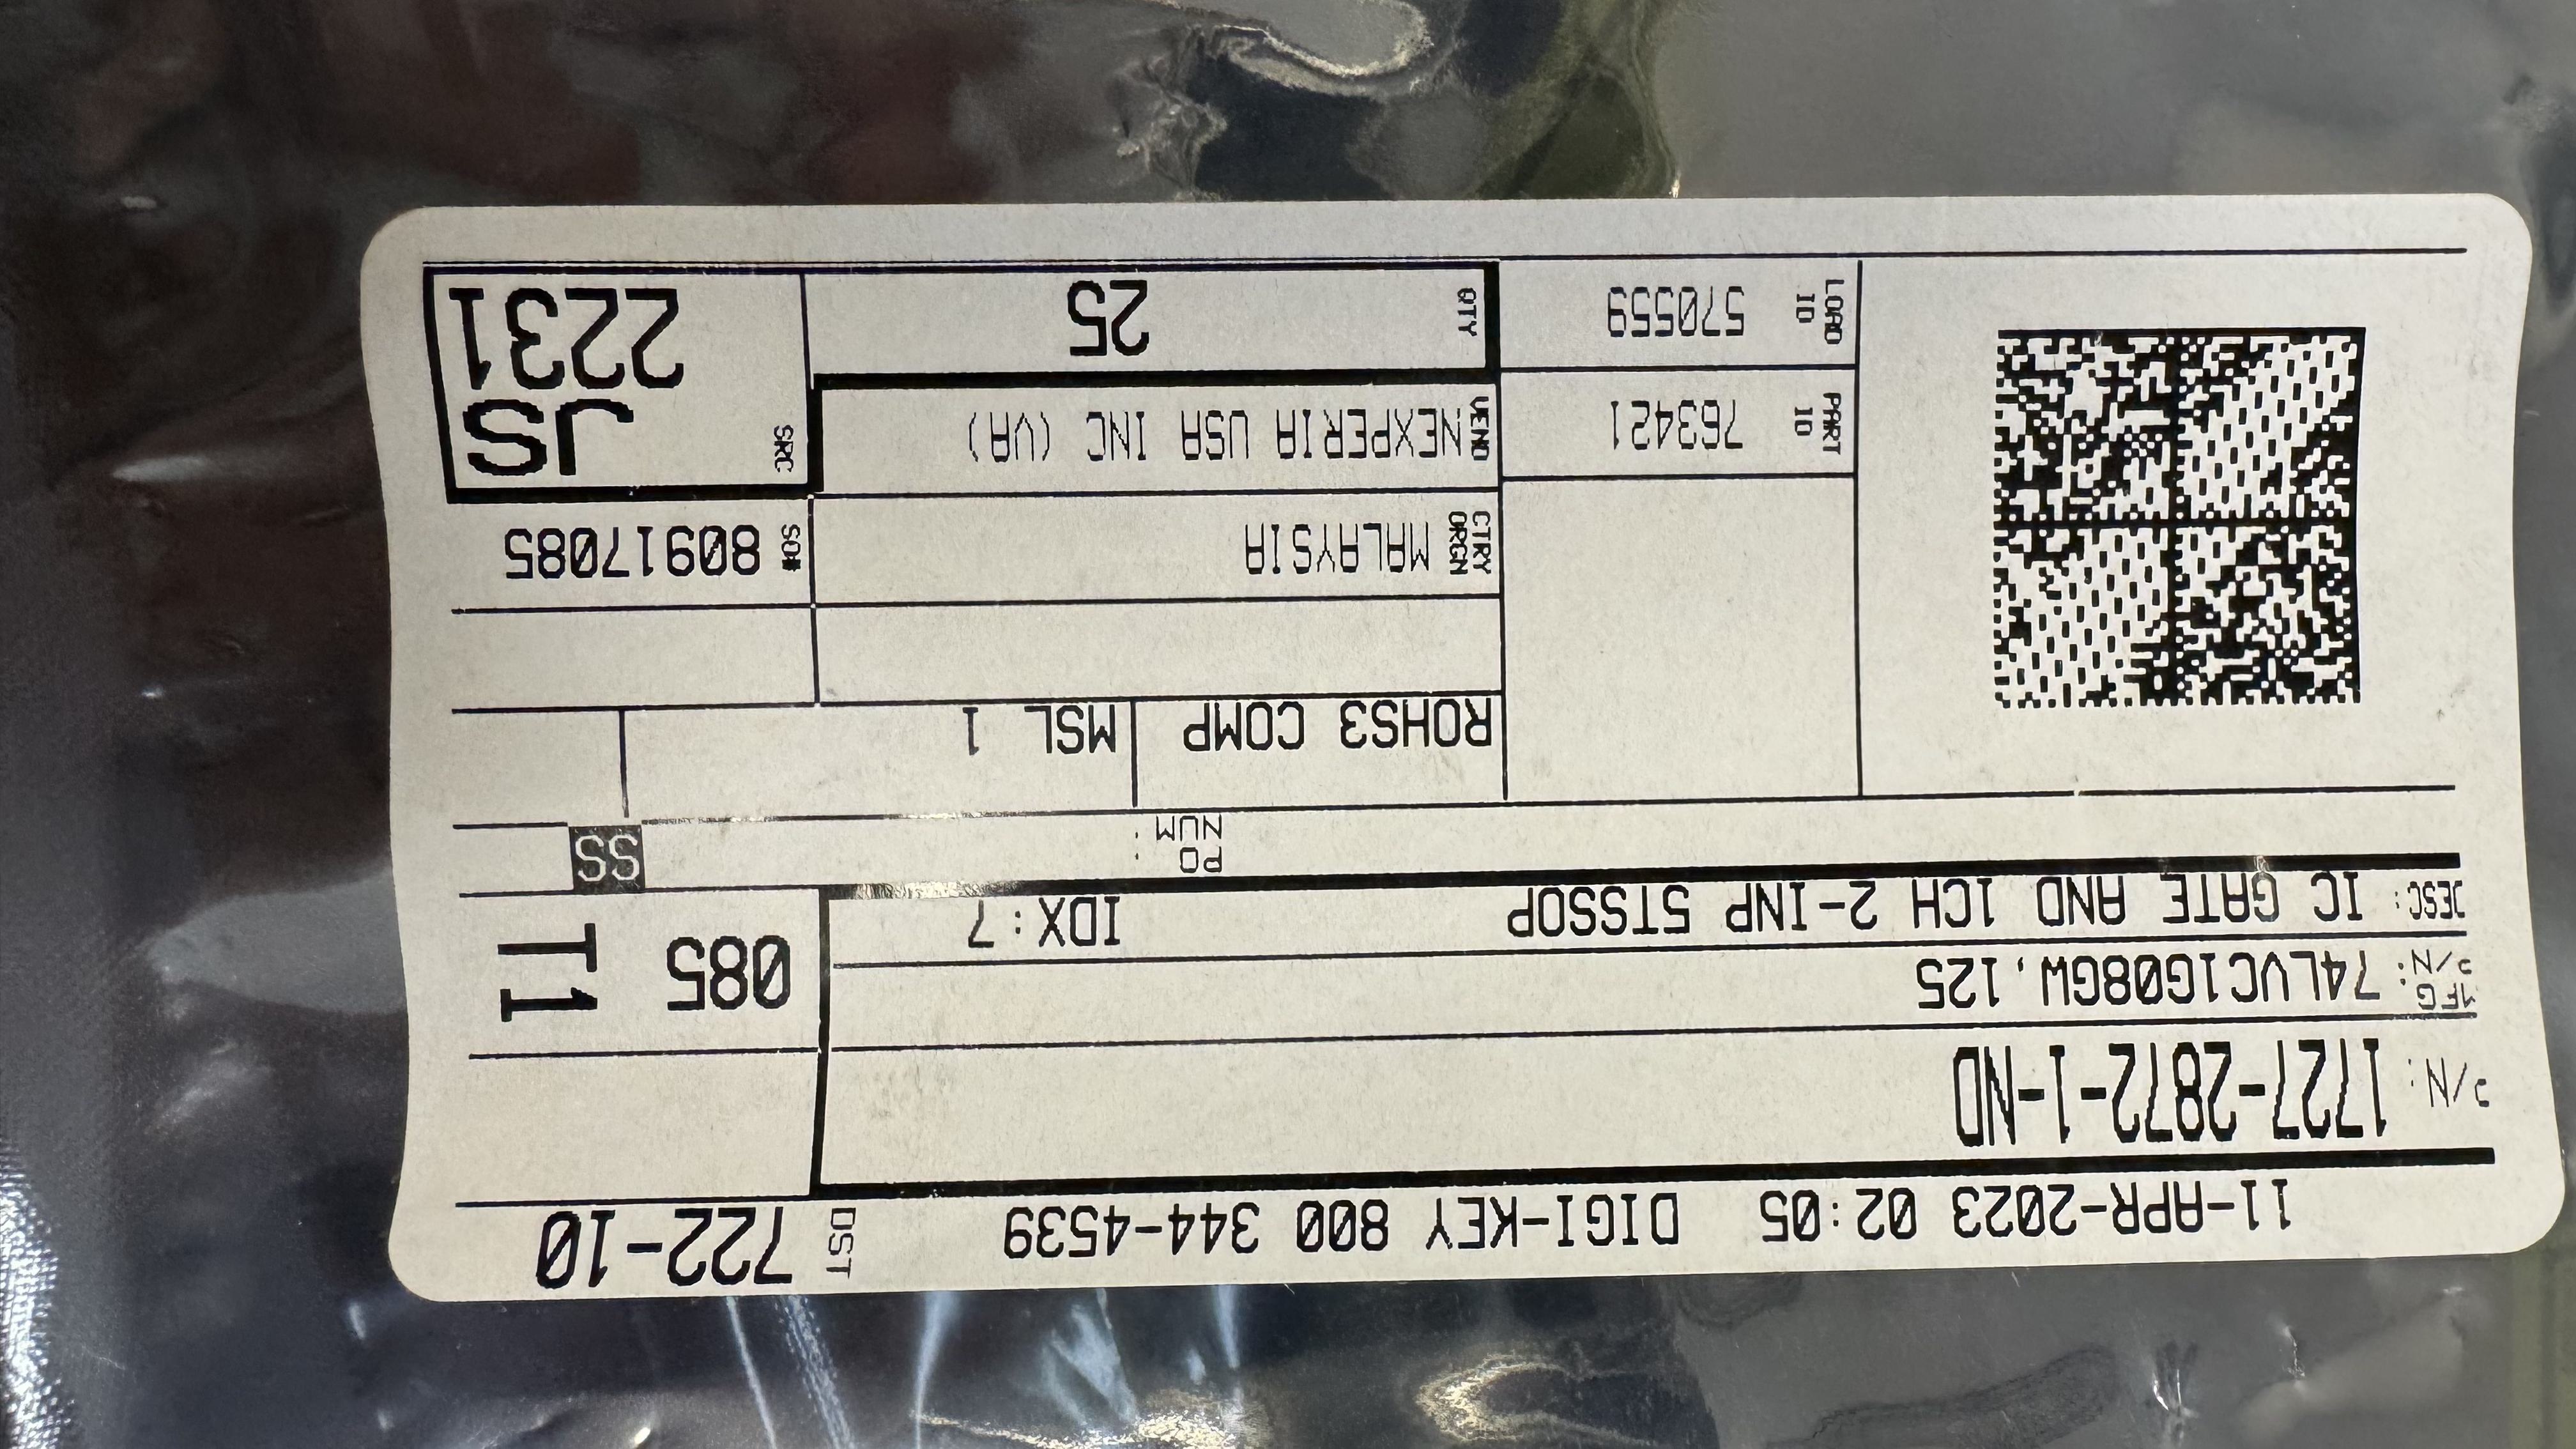 11-APR-2023 02:05 DIGI-KEY 800 344-4539
DST 722-10
P/N: 1727-2872-1-ND
MFG P/N: 74LVC1G08GW,125
085 T1
DESC: IC GATE AND 1CH 2-INP 5TSSOP IDX:7
PO NUM :
SS
ROHS3 COMP MSL 1
CTRY ORGN MALAYSIA
SO# 80917085
PART ID 763421
VEND NEXPERIA USA INC (VA)
SRC JS
2231
LOAD ID 570559
QTY 25